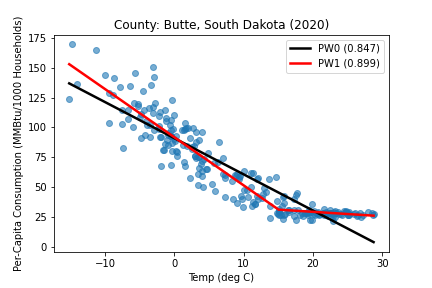 County: Butte, South Dakota (2020)
PW0 (0.847)
PW1 (0.899)
Per-Capita Consumption (MMBtu/1000 Households)
175
150
125
100
75
50
25
0
−10
0
10
20
30
Temp (deg C)